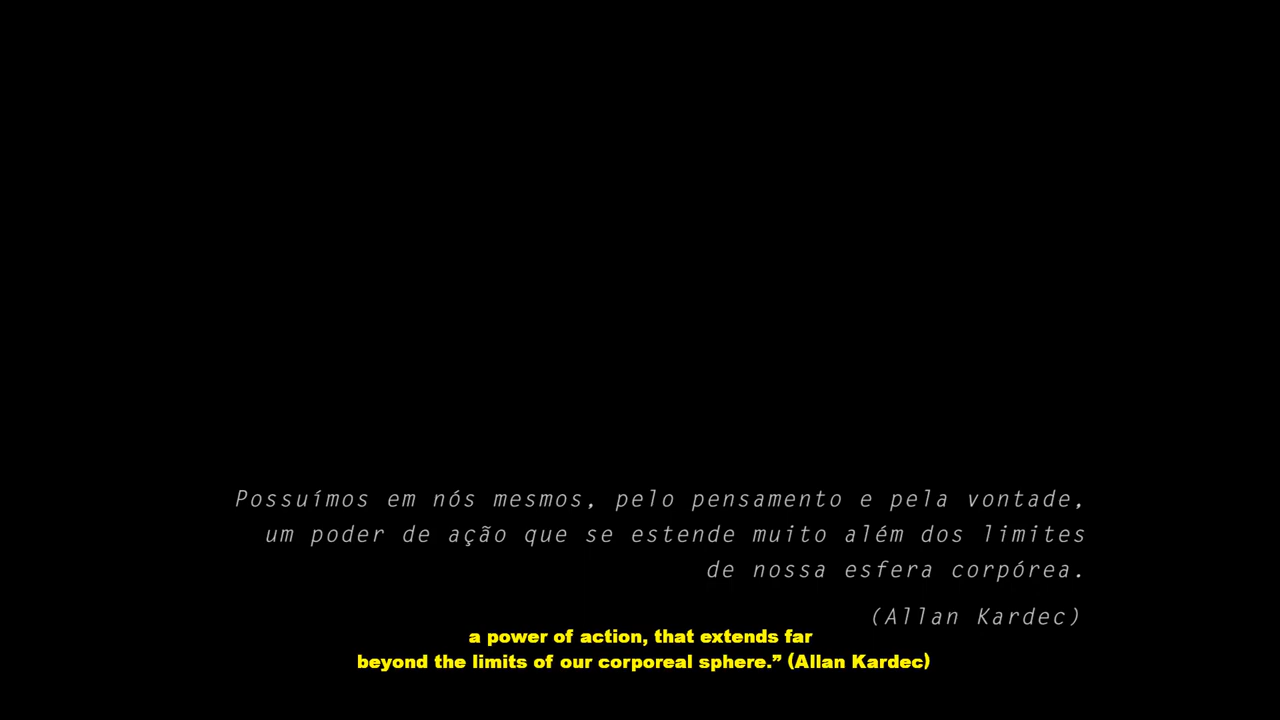 Possuímos em nós mesmos, pelo pensamento e pela vontade,
um poder de ação que se estende muito além dos limites
de nossa esfera corpórea.
(Allan Kardec)
a power of action, that extends far
beyond the limits of our corporeal sphere.” (Allan Kardec)